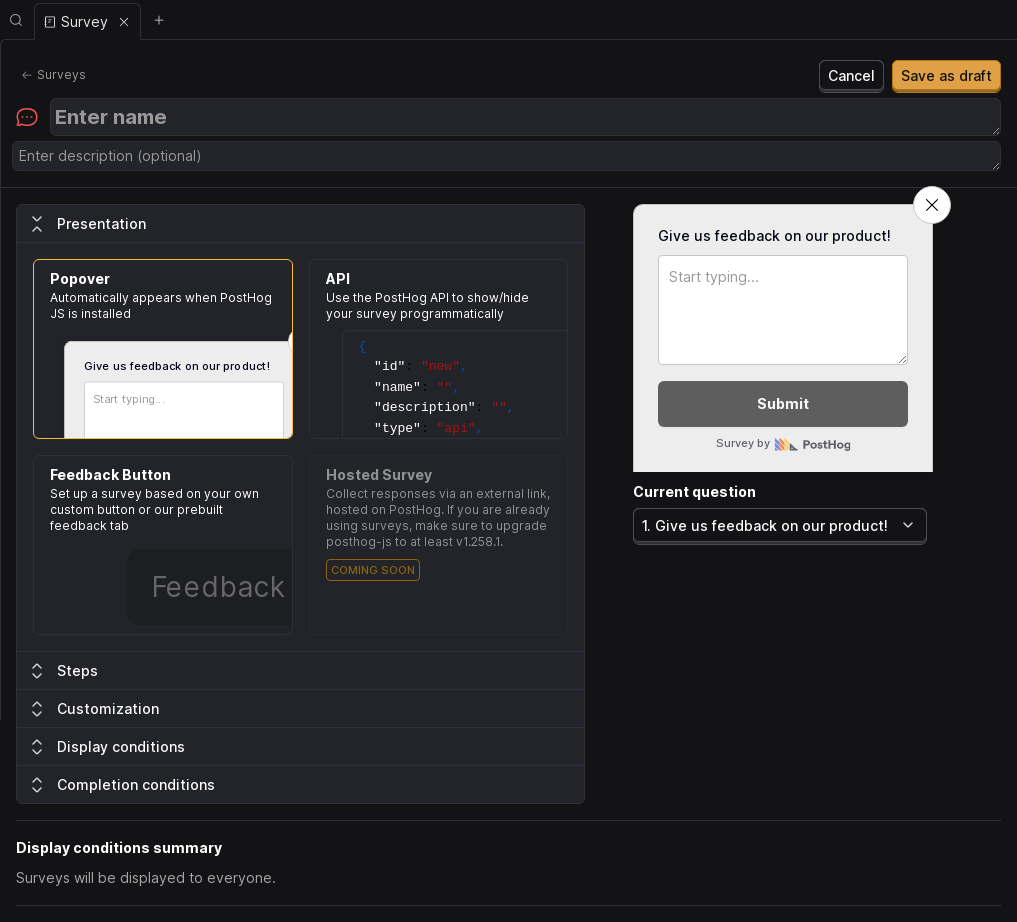 Survey
Surveys
Cancel
Save as draft
Enter name
Enter description (optional)
Presentation
Popover
Automatically appears when PostHog
JS is installed
Give us feedback on our product!
Start typing...
API
Use the PostHog API to show/hide
your survey programmatically
{
"id": "new",
"name": "",
"description": "",
"type": "api",
Feedback Button
Set up a survey based on your own
custom button or our prebuilt
feedback tab
Feedback
Hosted Survey
Collect responses via an external link,
hosted on PostHog. If you are already
using surveys, make sure to upgrade
posthog-js to at least v1.258.1.
COMING SOON
Steps
Customization
Display conditions
Completion conditions
Give us feedback on our product!
Start typing...
Submit
Survey by PostHog
Current question
1. Give us feedback on our product!
Display conditions summary
Surveys will be displayed to everyone.